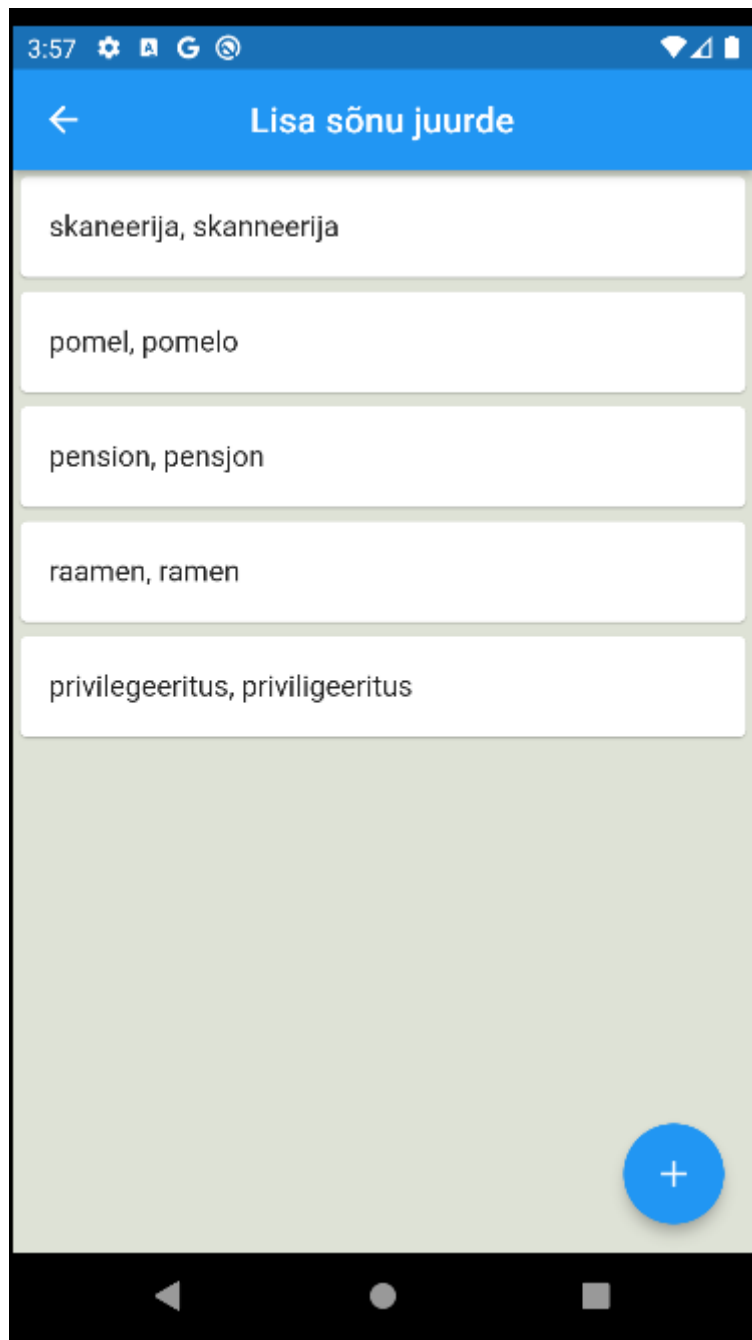 3:57
Lisa sõnu juurde
skaneerija, skanneerija
pomel, pomelo
pension, pensjon
raamen, ramen
privilegeeritus, priviligeeritus